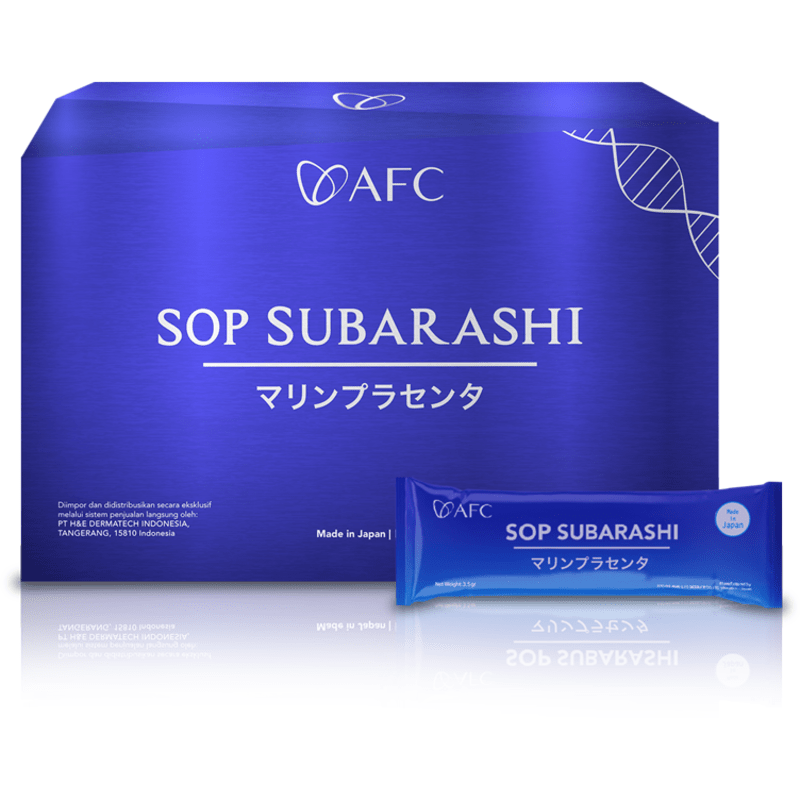 AFC
SOP SUBARASHI
マリンプラセンタ
Diimpor dan didistribusikan secara eksklusif
melalui sistem penjualan langsung oleh:
PT H&E DERMATECH INDONESIA,
TANGERANG, 15810 Indonesia
Made in Japan |
AFC
SOP SUBARASHI
マリンプラセンタ
Made
in
Japan
Net Weight 3.5 gr